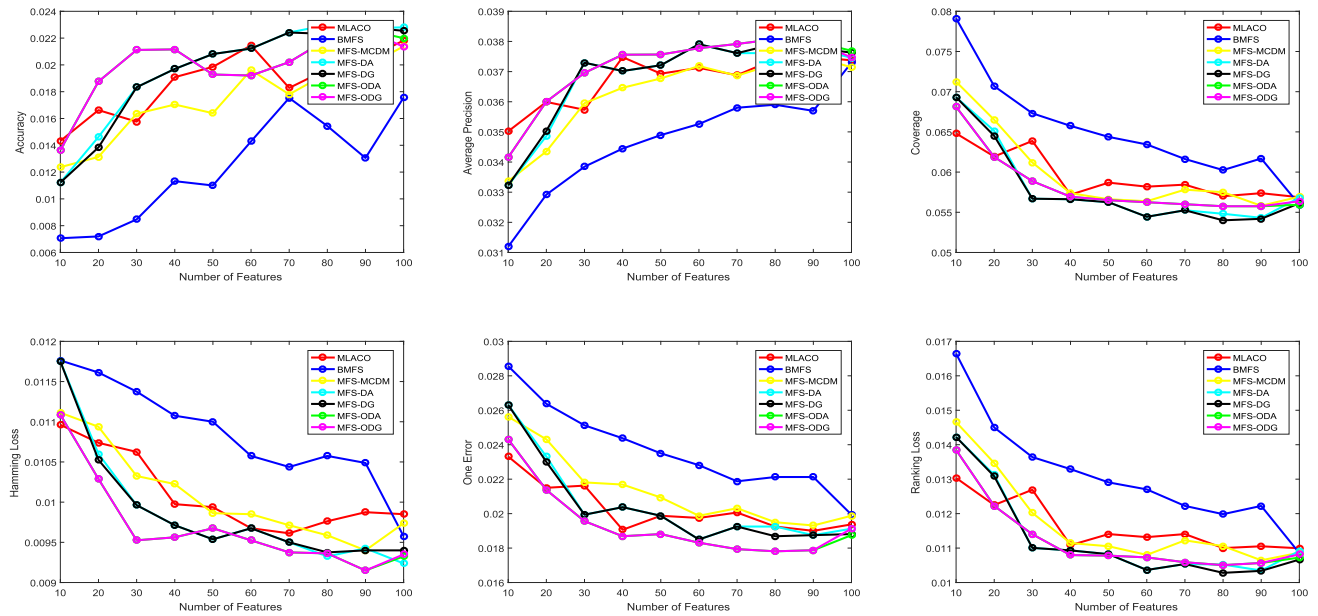 0.024
0.022
0.02
0.018
0.016
0.014
0.012
0.01
0.008
0.006
Accuracy
10 20 30 40 50 60 70 80 90 100
Number of Features
MLACO
BMFS
MFS-MCDM
MFS-DA
MFS-DG
MFS-ODA
MFS-ODG
0.039
0.038
0.037
0.036
0.035
0.034
0.033
0.032
0.031
Average Precision
10 20 30 40 50 60 70 80 90 100
Number of Features
MLACO
BMFS
MFS-MCDM
MFS-DA
MFS-DG
MFS-ODA
MFS-ODG
0.08
0.075
0.07
0.065
0.06
0.055
0.05
Coverage
10 20 30 40 50 60 70 80 90 100
Number of Features
MLACO
BMFS
MFS-MCDM
MFS-DA
MFS-DG
MFS-ODA
MFS-ODG
0.012
0.0115
0.011
0.0105
0.01
0.0095
0.009
Hamming Loss
10 20 30 40 50 60 70 80 90 100
Number of Features
MLACO
BMFS
MFS-MCDM
MFS-DA
MFS-DG
MFS-ODA
MFS-ODG
0.03
0.028
0.026
0.024
0.022
0.02
0.018
0.016
One Error
10 20 30 40 50 60 70 80 90 100
Number of Features
MLACO
BMFS
MFS-MCDM
MFS-DA
MFS-DG
MFS-ODA
MFS-ODG
0.017
0.016
0.015
0.014
0.013
0.012
0.011
0.01
Ranking Loss
10 20 30 40 50 60 70 80 90 100
Number of Features
MLACO
BMFS
MFS-MCDM
MFS-DA
MFS-DG
MFS-ODA
MFS-ODG